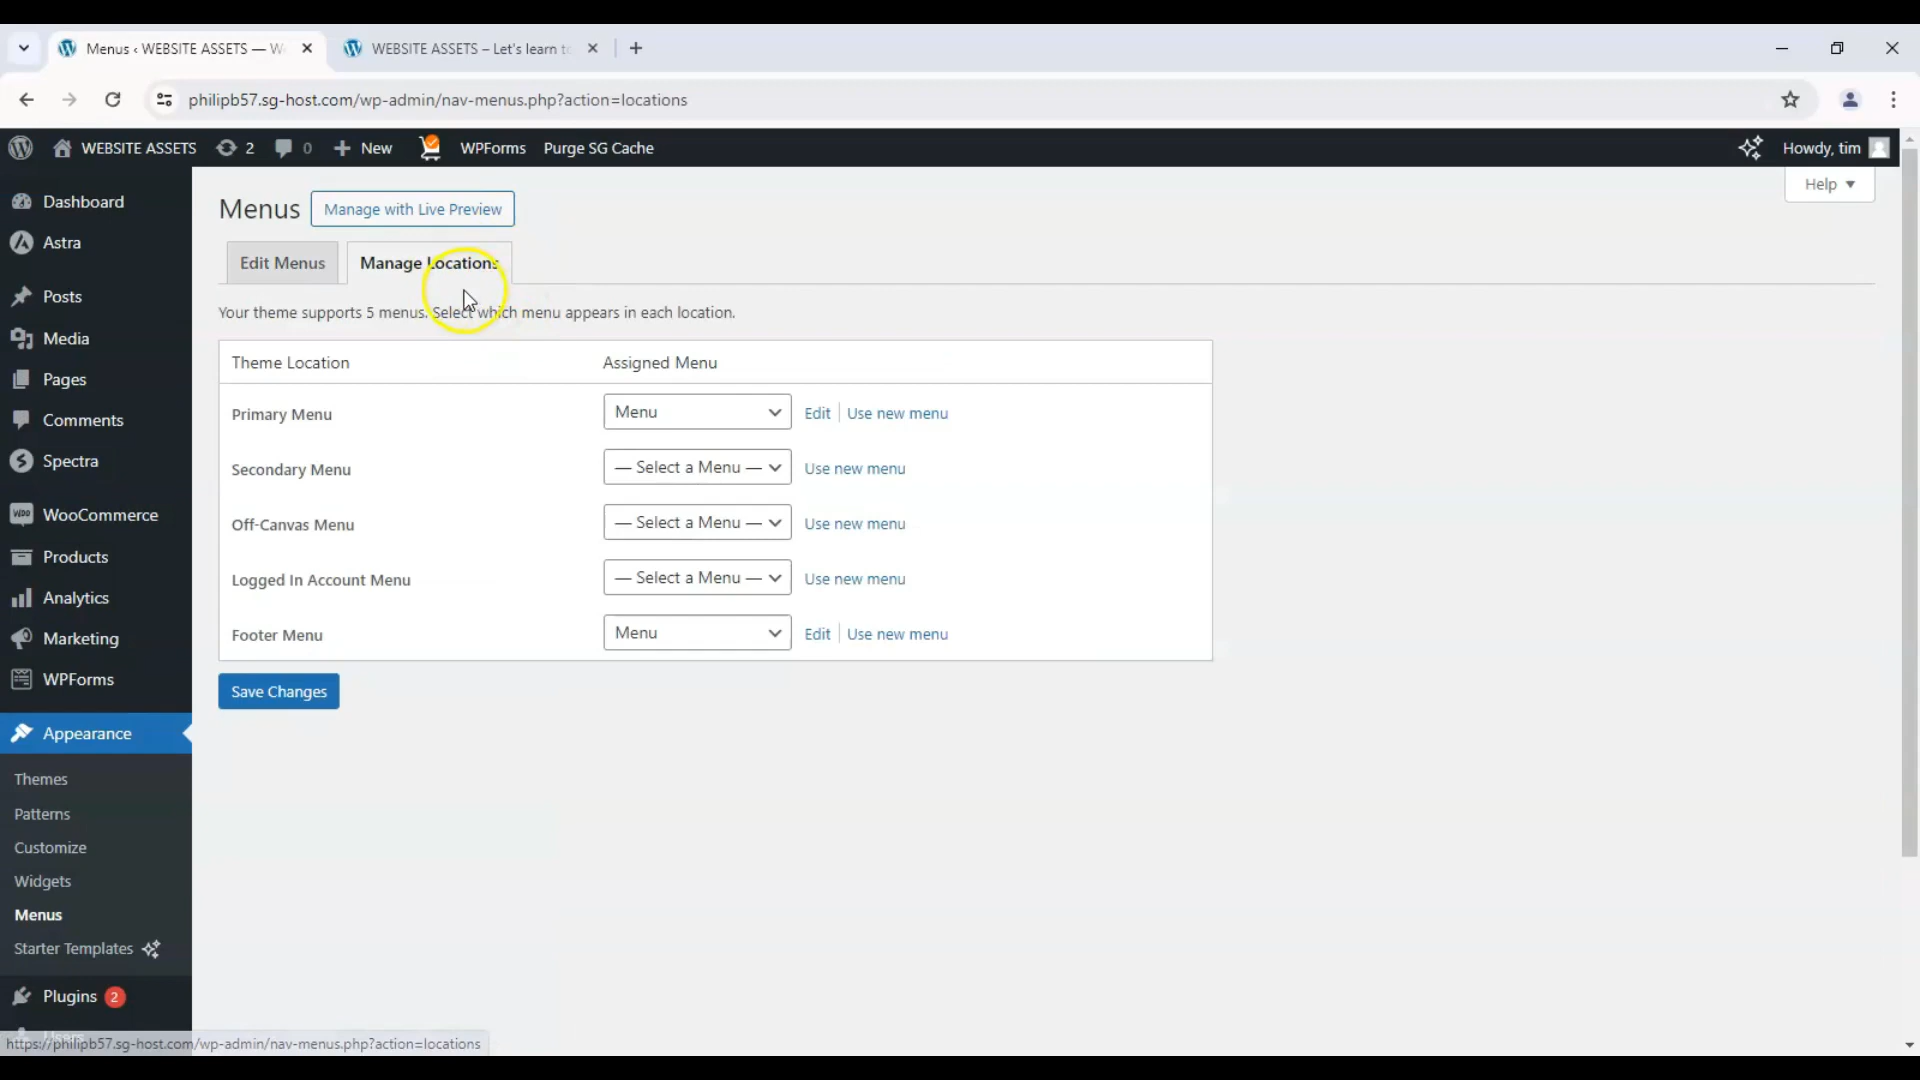 Menus ‹ WEBSITE ASSETS — W
WEBSITE ASSETS – Let's learn to
philipb57.sg-host.com/wp-admin/nav-menus.php?action=locations
WEBSITE ASSETS 2 0 New WPForms Purge SG Cache Howdy, tim
Help
Dashboard
Astra
Posts
Media
Pages
Comments
Spectra
WooCommerce
Products
Analytics
Marketing
WPForms
Appearance
Themes
Patterns
Customize
Widgets
Menus
Starter Templates
Plugins 2
Menus Manage with Live Preview
Edit Menus Manage Locations
Your theme supports 5 menus. Select which menu appears in each location.
Theme Location Assigned Menu
Primary Menu Menu Edit Use new menu
Secondary Menu — Select a Menu — Use new menu
Off-Canvas Menu — Select a Menu — Use new menu
Logged In Account Menu — Select a Menu — Use new menu
Footer Menu Menu Edit Use new menu
Save Changes
https://philipb57.sg-host.com/wp-admin/nav-menus.php?action=locations